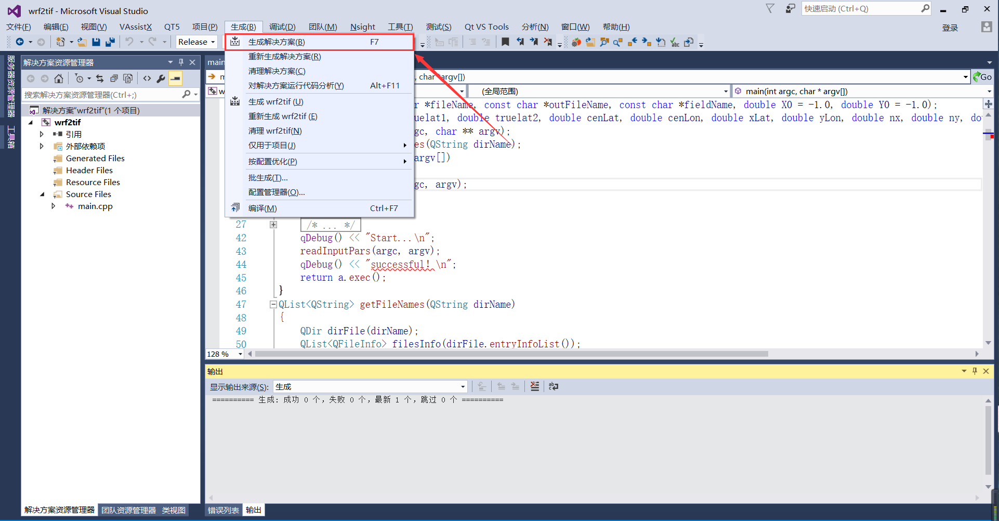 wrf2tif - Microsoft Visual Studio
快速启动 (Ctrl+Q)
文件(F) 编辑(E) 视图(V) VAssistX QT5 项目(P) 生成(B) 调试(D) 团队(M) Nsight 工具(T) 测试(S) Qt VS Tools 分析(N) 窗口(W) 帮助(H) 登录
Release
生成解决方案(B) F7
重新生成解决方案(R)
清理解决方案(C)
对解决方案运行代码分析(Y) Alt+F11
生成 wrf2tif (U)
重新生成 wrf2tif (E)
清理 wrf2tif(N)
仅用于项目(J)
按配置优化(P)
批生成(T)...
配置管理器(O)...
编译(M) Ctrl+F7
服务器资源管理器
工具箱
解决方案资源管理器
搜索解决方案资源管理器(Ctrl+;)
解决方案"wrf2tif"(1 个项目)
wrf2tif
引用
外部依赖项
Generated Files
Header Files
Resource Files
Source Files
main.cpp
main
m , char *argv[]) Go
w (全局范围) main(int argc, char * argv[])
r *fileName, const char *outFileName, const char *fieldName, double X0 = -1.0, double Y0 = -1.0);
uelat1, double truelat2, double cenLat, double cenLon, double xLat, double yLon, double nx, double ny, do
gc, char ** argv);
es(QString dirName);
argv[])
gc, argv);
27 /* ... */
42 qDebug() << "Start...\n";
43 readInputPars(argc, argv);
44 qDebug() << "successful！\n";
45 return a.exec();
46 }
47 QList<QString> getFileNames(QString dirName)
48 {
49 QDir dirFile(dirName);
50 QList<QFileInfo> filesInfo(dirFile.entryInfoList());
128 %
输出
显示输出来源(S): 生成
========== 生成: 成功 0 个，失败 0 个，最新 1 个，跳过 0 个 ==========
解决方案资源管理器 团队资源管理器 类视图
错误列表 输出